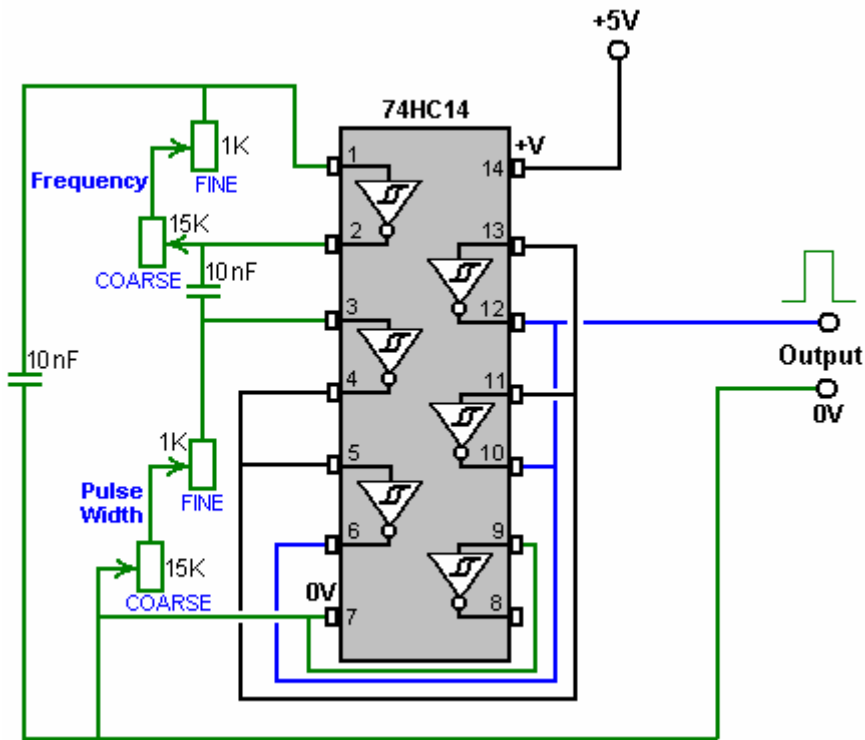 +5V
74HC14
+V
1
14
1K
Frequency
FINE
15K
2
13
COARSE
10nF
3
12
Output
10nF
4
11
0V
1K
5
10
Pulse
Width
FINE
6
9
15K
0V
COARSE
7
8